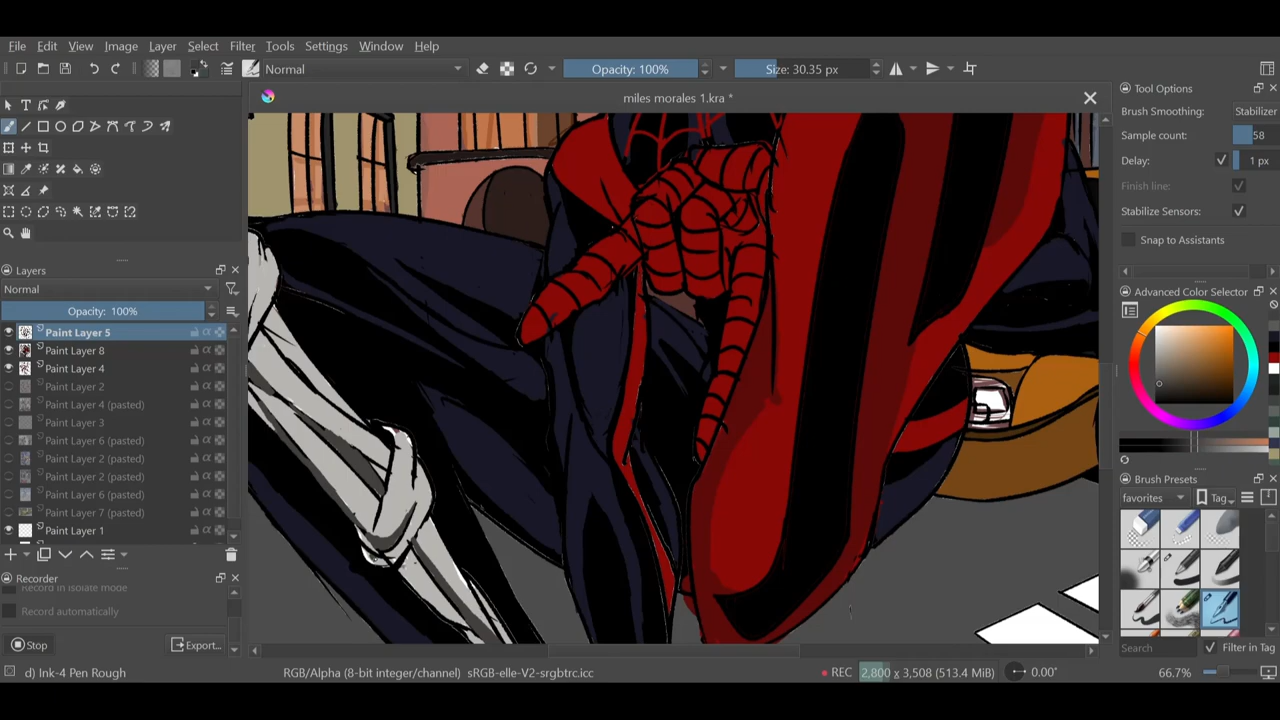 File Edit View Image Layer Select Filter Tools Settings Window Help
Normal Opacity: 100% Size: 30.35 px
miles morales 1.kra *
Tool Options
Brush Smoothing: Stabilizer
Sample count: 58
Delay: 1 px
Finish line:
Stabilize Sensors:
Snap to Assistants
Advanced Color Selector
Brush Presets
favorites Tag
Search Filter in Tag
Layers
Normal
Opacity: 100%
Paint Layer 5
Paint Layer 8
Paint Layer 4
Paint Layer 2
Paint Layer 4 (pasted)
Paint Layer 3
Paint Layer 6 (pasted)
Paint Layer 2 (pasted)
Paint Layer 2 (pasted)
Paint Layer 6 (pasted)
Paint Layer 7 (pasted)
Paint Layer 1
Recorder
Record in isolate mode
Record automatically
Stop Export...
d) Ink-4 Pen Rough RGB/Alpha (8-bit integer/channel) sRGB-elle-V2-srgbtrc.icc REC 2,800 x 3,508 (513.4 MiB) 0.00° 66.7%